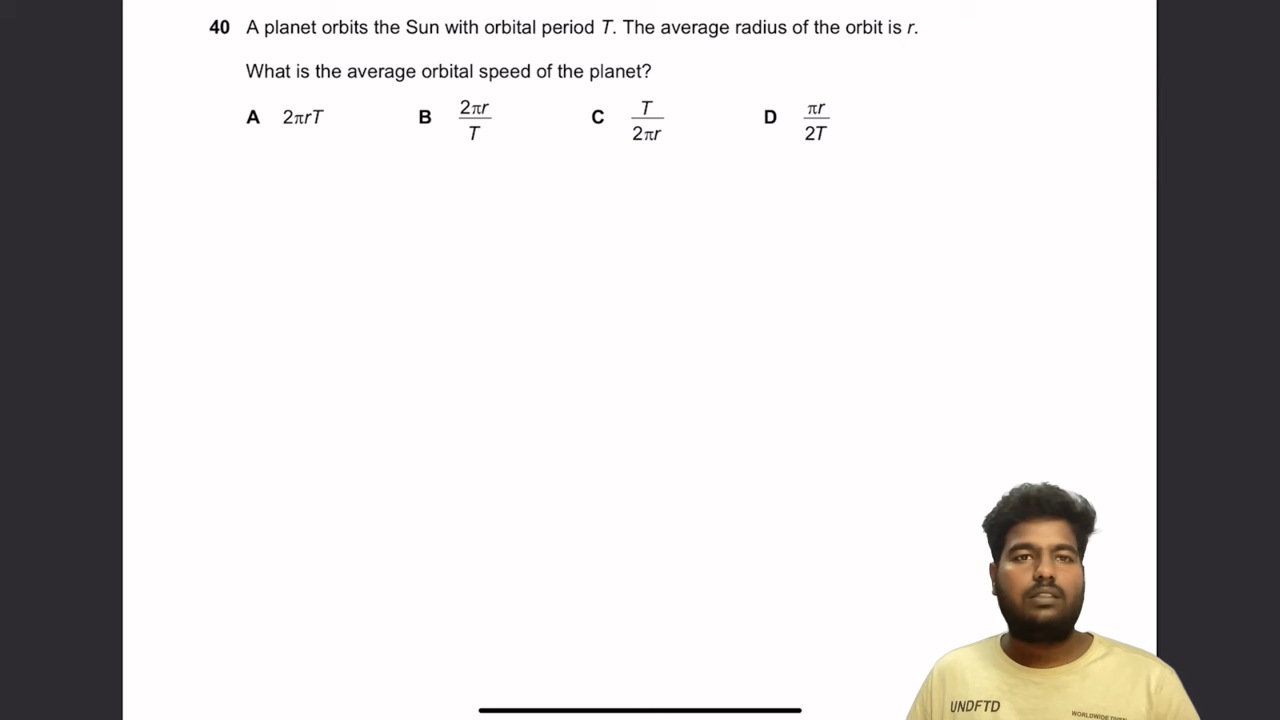 40 A planet orbits the Sun with orbital period T. The average radius of the orbit is r.
What is the average orbital speed of the planet?
A 2πrT B 2πr/T C T/2πr D πr/2T
UNDFTD
WORLDWIDE